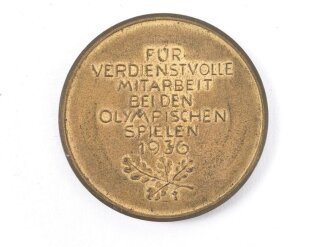 FÜR
VERDIENSTVOLLE
MITARBEIT
BEI DEN
OLYMPISCHEN
SPIELEN
1936